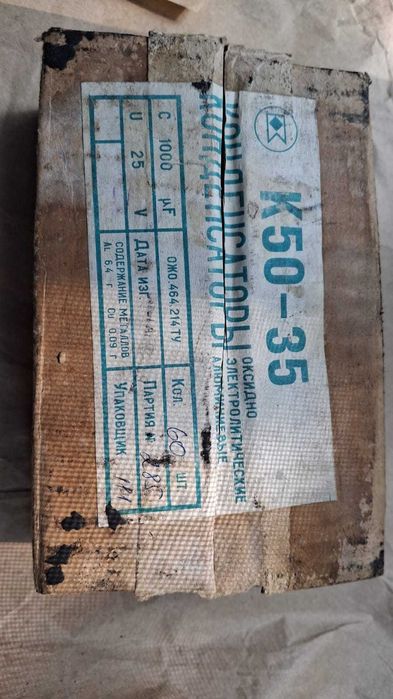 К50-35
ОКСИДНО
ЭЛЕКТРОЛИТИЧЕСКИЕ
АЛЮМИНИЕВЫЕ
КОНДЕНСАТОРЫ
C 1000 µF
U 25 V
ОЖО.464.214 ТУ
ДАТА ИЗГ
СОДЕРЖАНИЕ МЕТАЛЛОВ
AL 6,4 г Cu 0,09 г
КОЛ. 60 ШТ
ПАРТИЯ №
УПАКОВЩИК